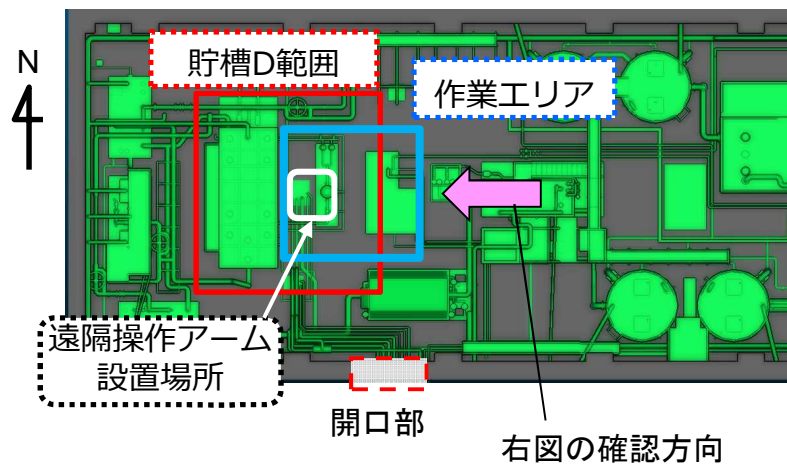 N
貯槽D範囲
作業エリア
遠隔操作アーム
設置場所
開口部
右図の確認方向